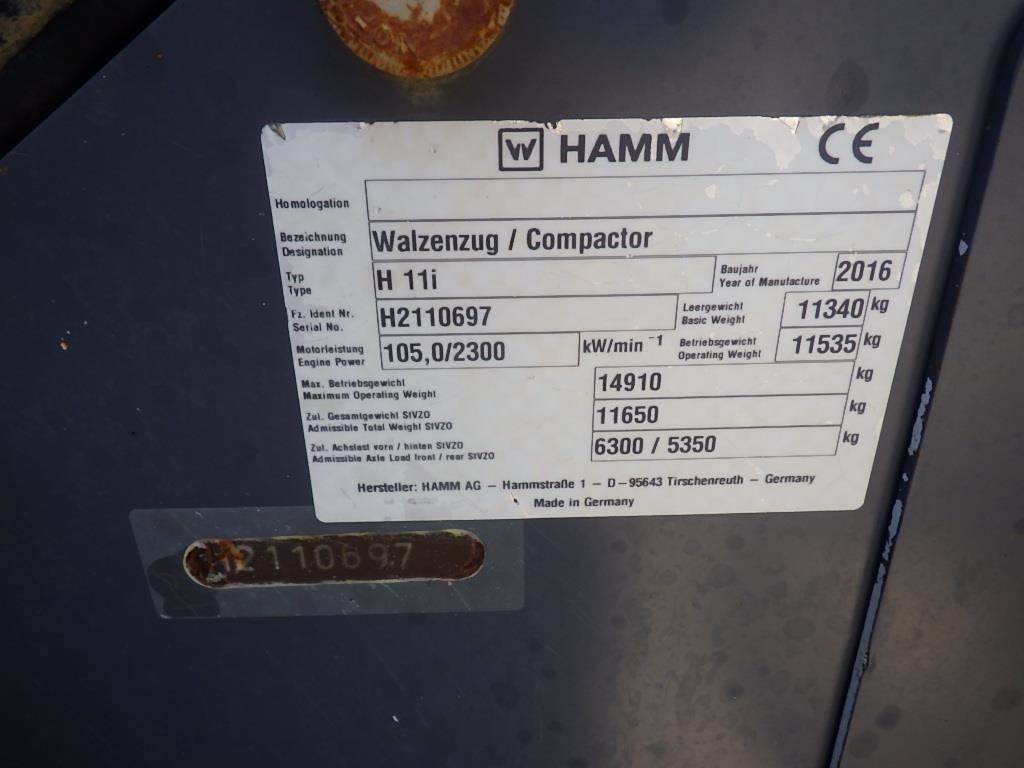 W HAMM CE
Homologation
Bezeichnung
Designation
Walzenzug / Compactor
Typ
Type
H 11i
Baujahr
Year of Manufacture
2016
Fz. Ident Nr.
Serial No.
H2110697
Leergewicht
Basic Weight
11340 kg
Motorleistung
Engine Power
105,0/2300 kW/min⁻¹
Betriebsgewicht
Operating Weight
11535 kg
Max. Betriebsgewicht
Maximum Operating Weight
14910 kg
Zul. Gesamtgewicht StVZO
Admissible Total Weight StVZO
11650 kg
Zul. Achslast vorn / hinten StVZO
Admissible Axle Load front / rear StVZO
6300 / 5350 kg
Hersteller: HAMM AG – Hammstraße 1 – D–95643 Tirschenreuth – Germany
Made in Germany
H2110697